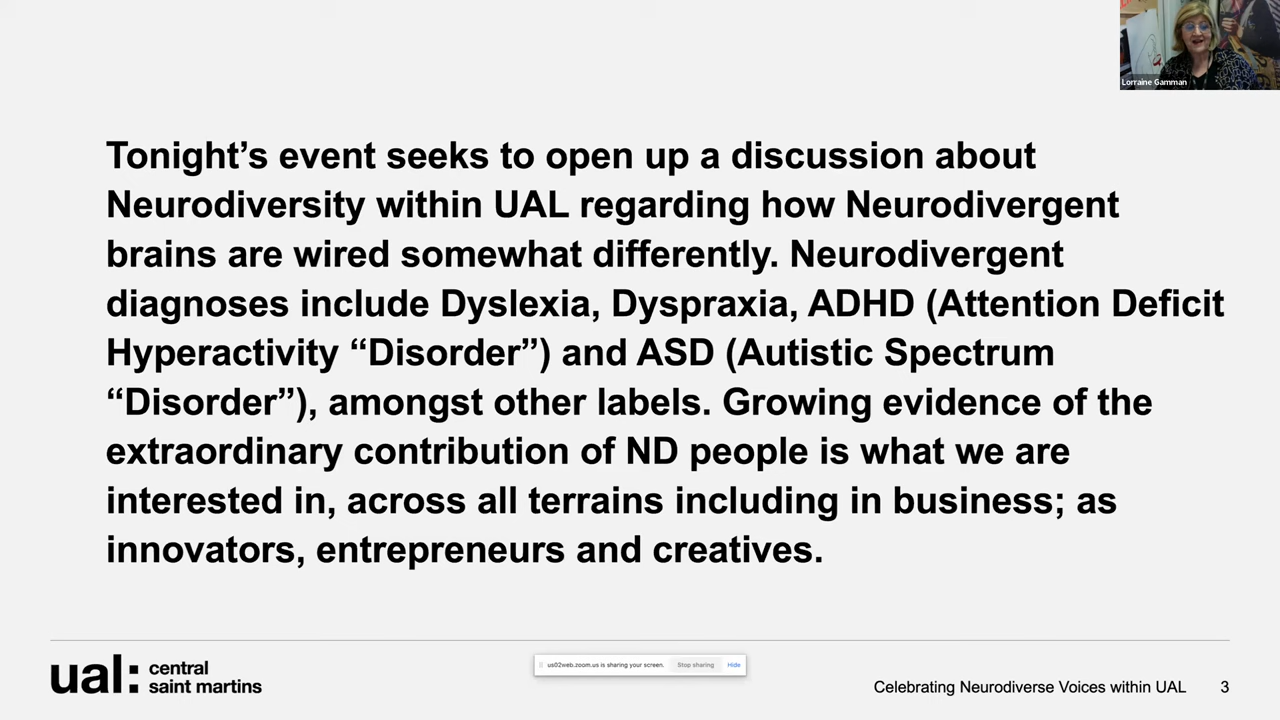 Lorraine Gamman
Tonight’s event seeks to open up a discussion about
Neurodiversity within UAL regarding how Neurodivergent
brains are wired somewhat differently. Neurodivergent
diagnoses include Dyslexia, Dyspraxia, ADHD (Attention Deficit
Hyperactivity “Disorder”) and ASD (Autistic Spectrum
“Disorder”), amongst other labels. Growing evidence of the
extraordinary contribution of ND people is what we are
interested in, across all terrains including in business; as
innovators, entrepreneurs and creatives.
us02web.zoom.us is sharing your screen. Stop sharing Hide
ual: central
saint martins
Celebrating Neurodiverse Voices within UAL 3